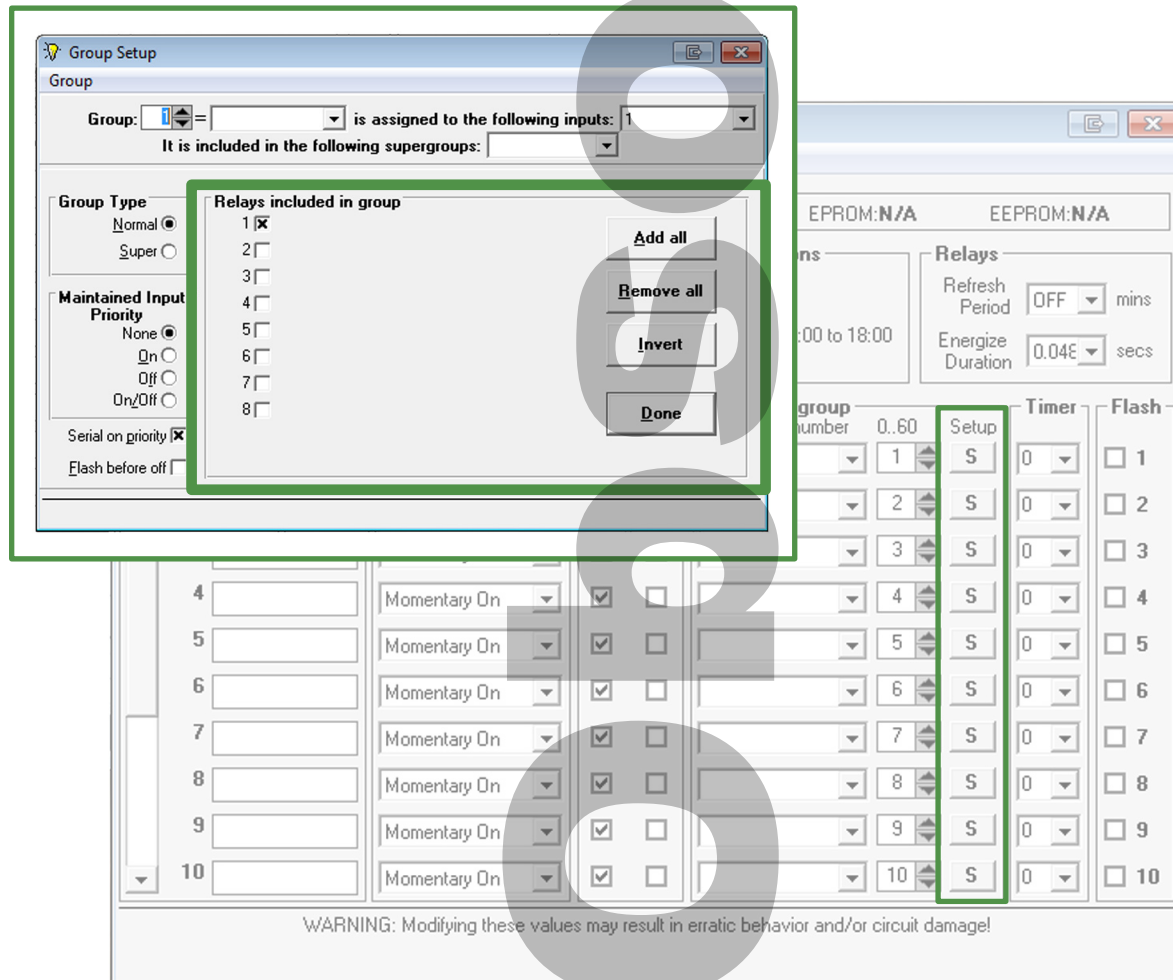 Group Setup
Group
Group: 1 = is assigned to the following inputs: 1
It is included in the following supergroups:
Group Type
Normal
Super
Maintained Input
Priority
None
On
Off
On/Off
Serial on priority
Flash before off
Relays included in group
1
2
3
4
5
6
7
8
Add all
Remove all
Invert
Done
EPROM:N/A EEPROM:N/A
ns
:00 to 18:00
Relays
Refresh
Period OFF mins
Energize
Duration 0.048 secs
group Timer Flash
number 0..60 Setup
1 S 0 1
2 S 0 2
3 S 0 3
4 Momentary On 4 S 0 4
5 Momentary On 5 S 0 5
6 Momentary On 6 S 0 6
7 Momentary On 7 S 0 7
8 Momentary On 8 S 0 8
9 Momentary On 9 S 0 9
10 Momentary On 10 S 0 10
WARNING: Modifying these values may result in erratic behavior and/or circuit damage!